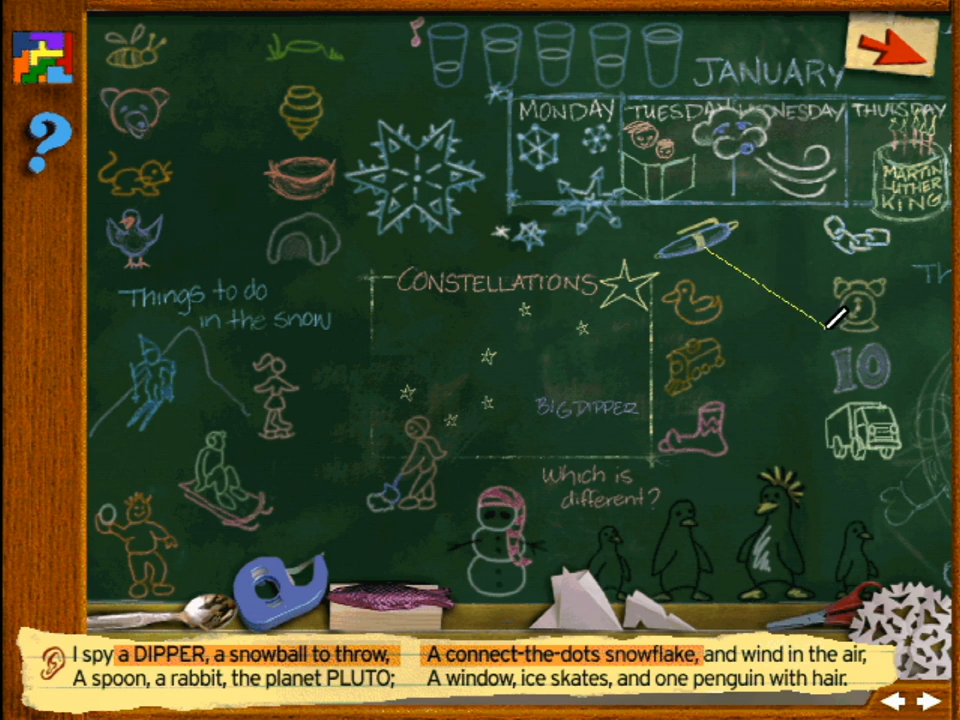 JANUARY
MONDAY TUESDAY WEDNESDAY THURSDAY
MARTIN
LUTHER
KING
CONSTELLATIONS
Things to do
in the snow
10
BIG DIPPER
Which is
different?
?
I spy a DIPPER, a snowball to throw,
A spoon, a rabbit, the planet PLUTO;
A connect-the-dots snowflake, and wind in the air,
A window, ice skates, and one penguin with hair.